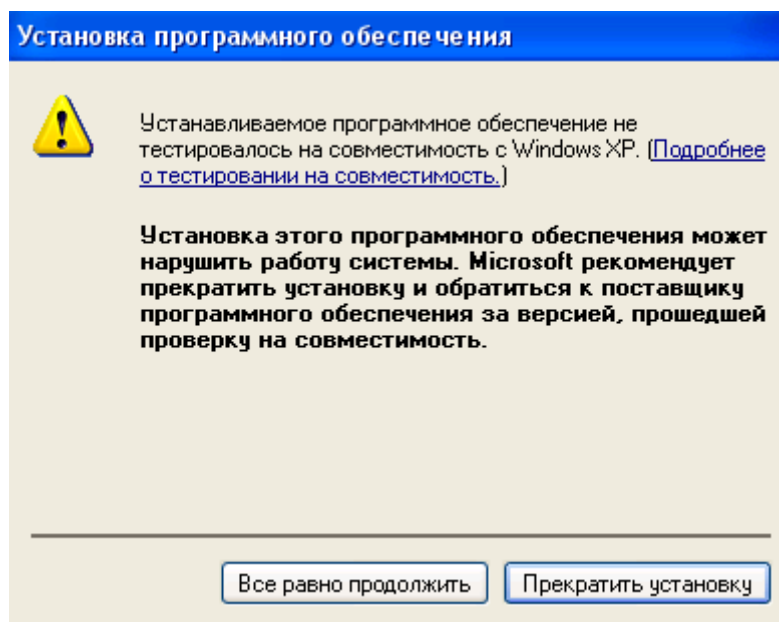 Установка программного обеспечения
Устанавливаемое программное обеспечение не
тестировалось на совместимость с Windows XP. (Подробнее
о тестировании на совместимость.)
Установка этого программного обеспечения может
нарушить работу системы. Microsoft рекомендует
прекратить установку и обратиться к поставщику
программного обеспечения за версией, прошедшей
проверку на совместимость.
Все равно продолжить
Прекратить установку